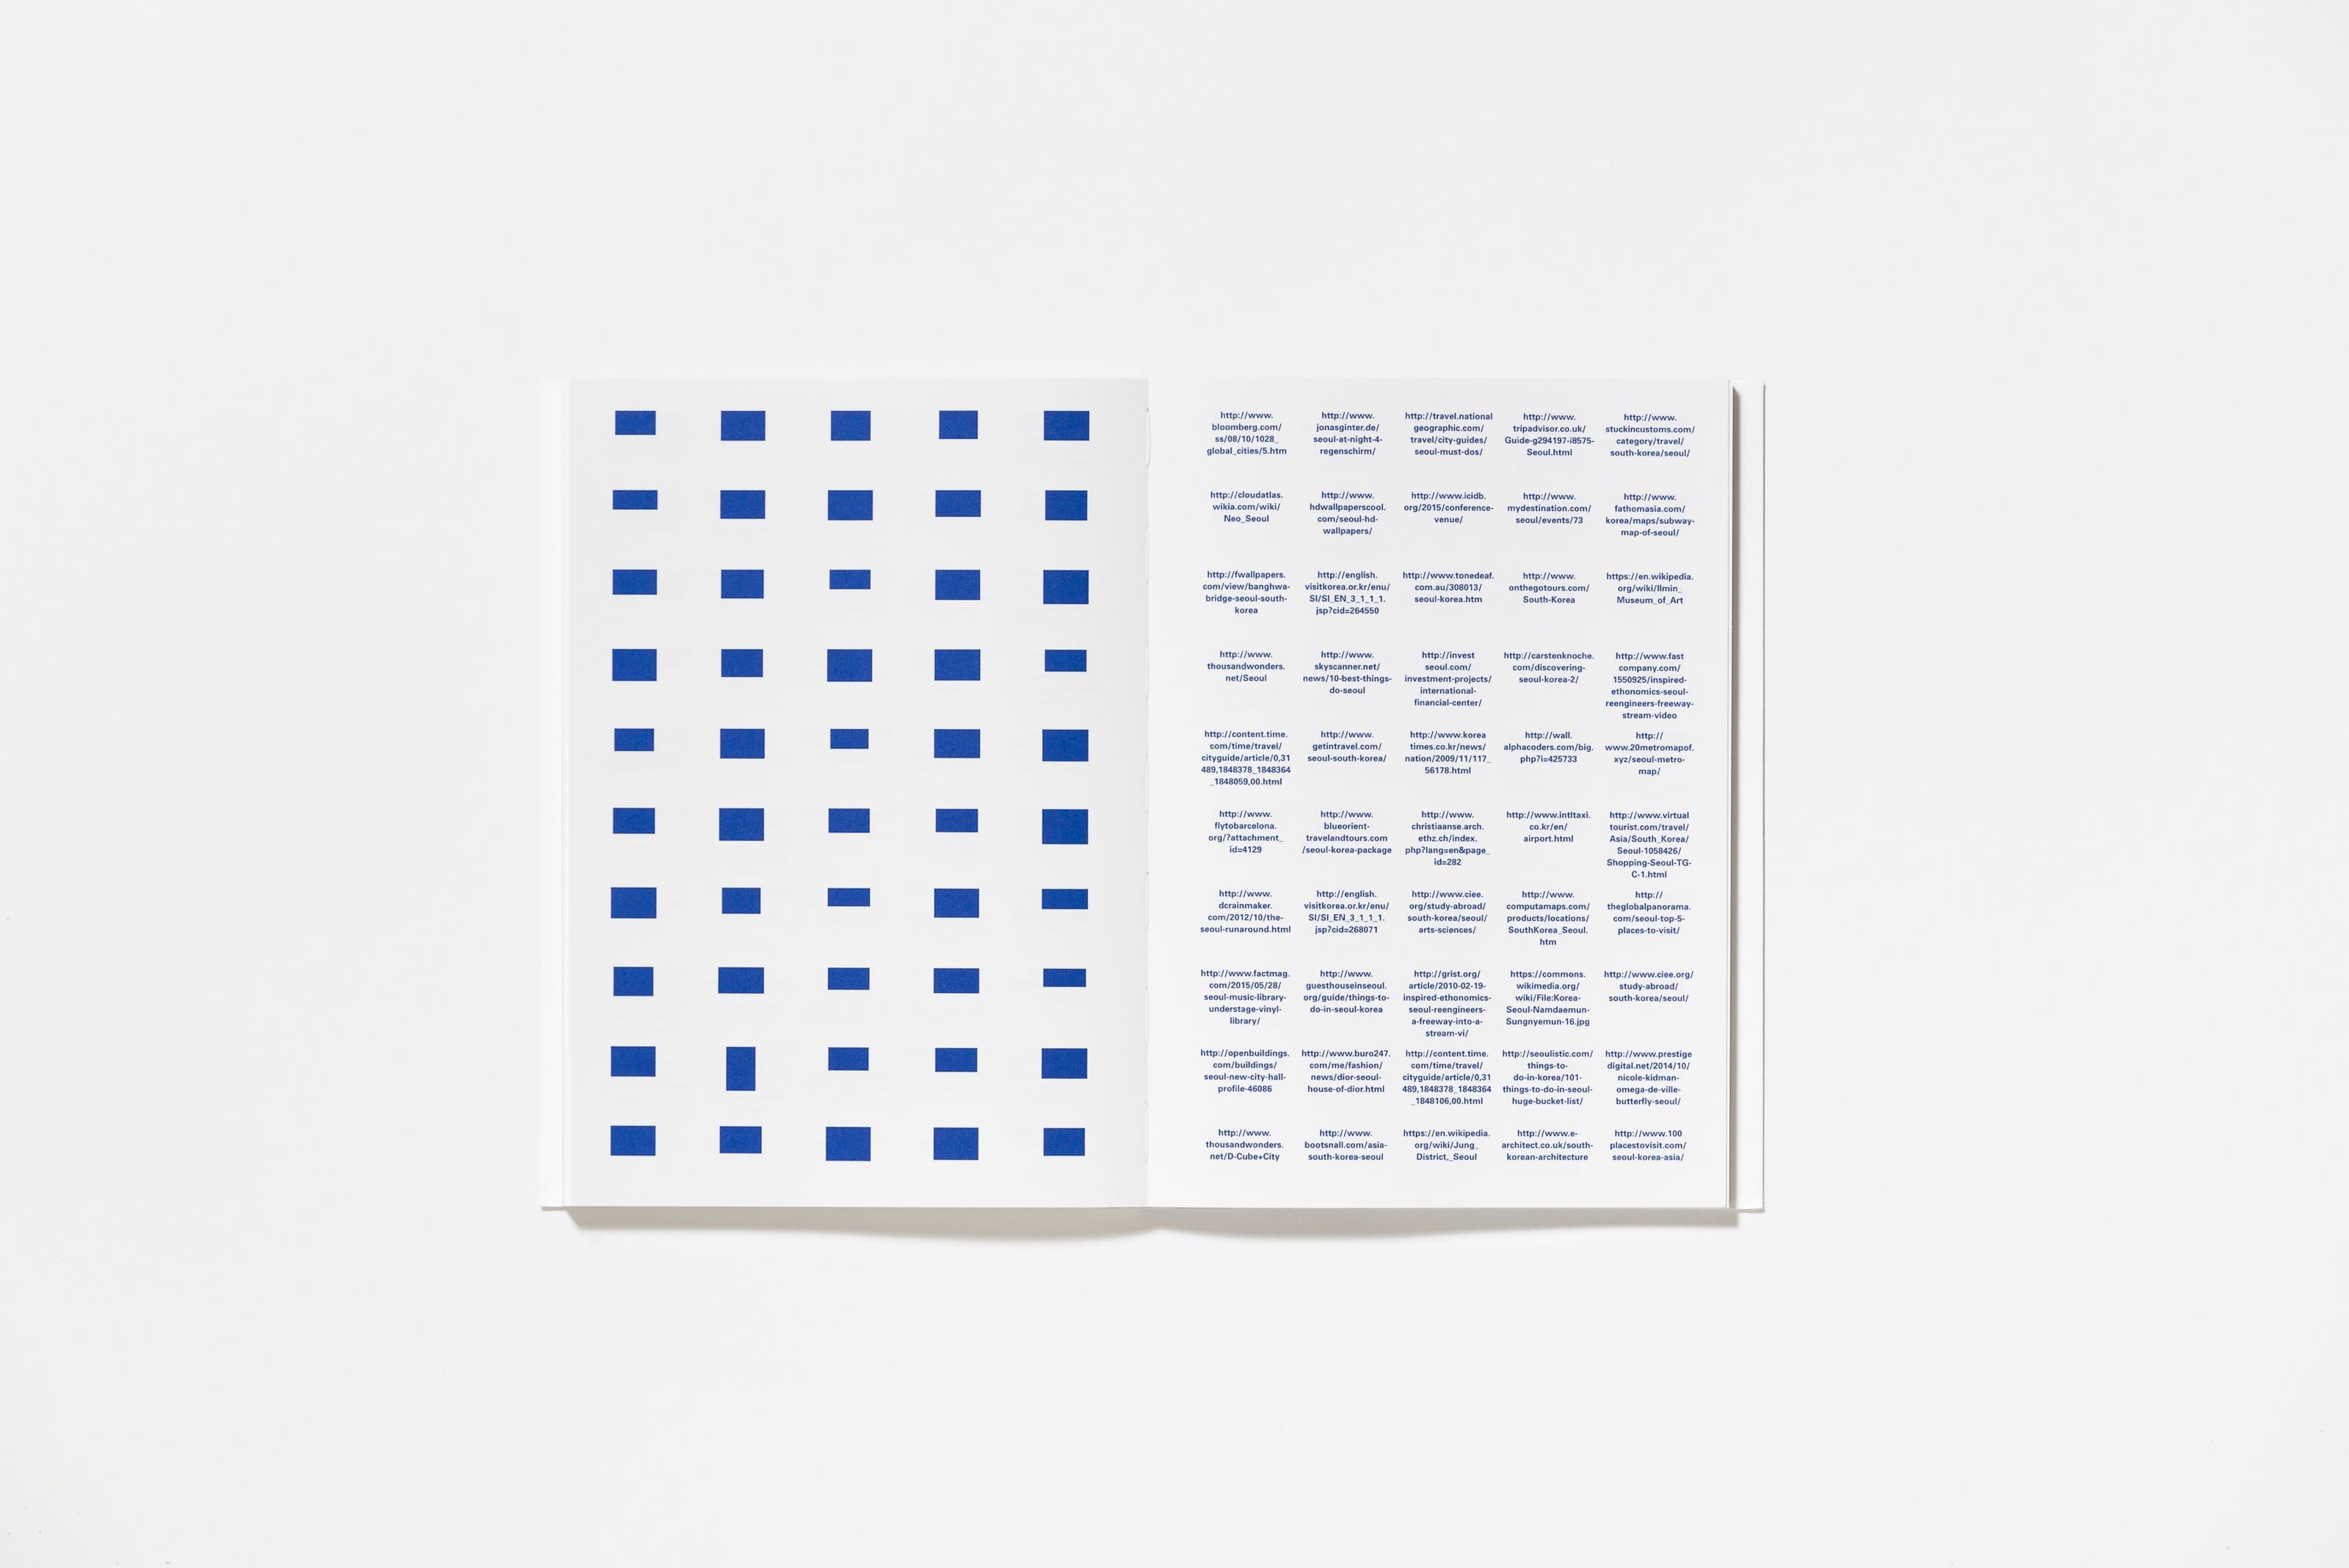 http://www.
bloomberg.com/
ss/08/10/1028_
global_cities/5.htm
http://www.
jonasginter.de/
seoul-at-night-4-
regenschirm/
http://travel.national
geographic.com/
travel/city-guides/
seoul-must-dos/
http://www.
tripadvisor.co.uk/
Guide-g294197-i8575-
Seoul.html
http://www.
stuckincustoms.com/
category/travel/
south-korea/seoul/
http://cloudatlas.
wikia.com/wiki/
Neo_Seoul
http://www.
hdwallpaperscool.
com/seoul-hd-
wallpapers/
http://www.icidb.
org/2015/conference-
venue/
http://www.
mydestination.com/
seoul/events/73
http://www.
fathomasia.com/
korea/maps/subway-
map-of-seoul/
http://fwallpapers.
com/view/banghwa-
bridge-seoul-south-
korea
http://english.
visitkorea.or.kr/enu/
SI/SI_EN_3_1_1_1.
jsp?cid=264550
http://www.tonedeaf.
com.au/308013/
seoul-korea.htm
http://www.
onthegotours.com/
South-Korea
https://en.wikipedia.
org/wiki/Ilmin_
Museum_of_Art
http://www.
thousandwonders.
net/Seoul
http://www.
skyscanner.net/
news/10-best-things-
do-seoul
http://invest
seoul.com/
investment-projects/
international-
financial-center/
http://carstenknoche.
com/discovering-
seoul-korea-2/
http://www.fast
company.com/
1550925/inspired-
ethonomics-seoul-
reengineers-freeway-
stream-video
http://content.time.
com/time/travel/
cityguide/article/0,31
489,1848378_1848364
_1848059,00.html
http://www.
getintravel.com/
seoul-south-korea/
http://www.korea
times.co.kr/news/
nation/2009/11/117_
56178.html
http://wall.
alphacoders.com/big.
php?i=425733
http://
www.20metromapof.
xyz/seoul-metro-
map/
http://www.
flytobarcelona.
org/?attachment_
id=4129
http://www.
blueorient-
travelandtours.com
/seoul-korea-package
http://www.
christiaanse.arch.
ethz.ch/index.
php?lang=en&page_
id=282
http://www.intltaxi.
co.kr/en/
airport.html
http://www.virtual
tourist.com/travel/
Asia/South_Korea/
Seoul-1058426/
Shopping-Seoul-TG-
C-1.html
http://www.
dcrainmaker.
com/2012/10/the-
seoul-runaround.html
http://english.
visitkorea.or.kr/enu/
SI/SI_EN_3_1_1_1.
jsp?cid=268071
http://www.ciee.
org/study-abroad/
south-korea/seoul/
arts-sciences/
http://www.
computamaps.com/
products/locations/
SouthKorea_Seoul.
htm
http://
theglobalpanorama.
com/seoul-top-5-
places-to-visit/
http://www.factmag.
com/2015/05/28/
seoul-music-library-
understage-vinyl-
library/
http://www.
guesthouseinseoul.
org/guide/things-to-
do-in-seoul-korea
http://grist.org/
article/2010-02-19-
inspired-ethonomics-
seoul-reengineers-
a-freeway-into-a-
stream-vi/
https://commons.
wikimedia.org/
wiki/File:Korea-
Seoul-Namdaemun-
Sungnyemun-16.jpg
http://www.ciee.org/
study-abroad/
south-korea/seoul/
http://openbuildings.
com/buildings/
seoul-new-city-hall-
profile-46086
http://www.buro247.
com/me/fashion/
news/dior-seoul-
house-of-dior.html
http://content.time.
com/time/travel/
cityguide/article/0,31
489,1848378_1848364
_1848106,00.html
http://seoulistic.com/
things-to-
do-in-korea/101-
things-to-do-in-seoul-
huge-bucket-list/
http://www.prestige
digital.net/2014/10/
nicole-kidman-
omega-de-ville-
butterfly-seoul/
http://www.
thousandwonders.
net/D-Cube+City
http://www.
bootsnall.com/asia-
south-korea-seoul
https://en.wikipedia.
org/wiki/Jung_
District,_Seoul
http://www.e-
architect.co.uk/south-
korean-architecture
http://www.100
placestovisit.com/
seoul-korea-asia/